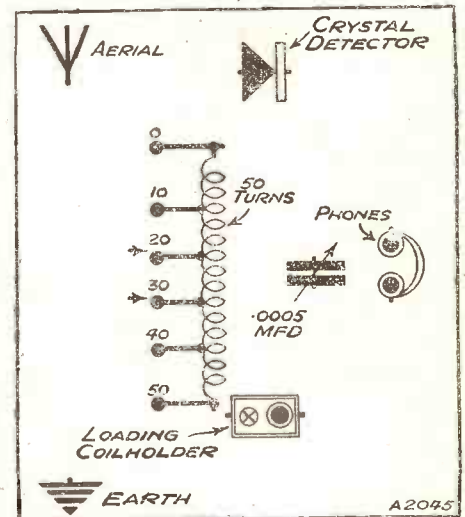 AERIAL
CRYSTAL
DETECTOR
0
10
20
30
40
50
50
TURNS
PHONES
.0005
MFD
LOADING
COILHOLDER
EARTH
A2045